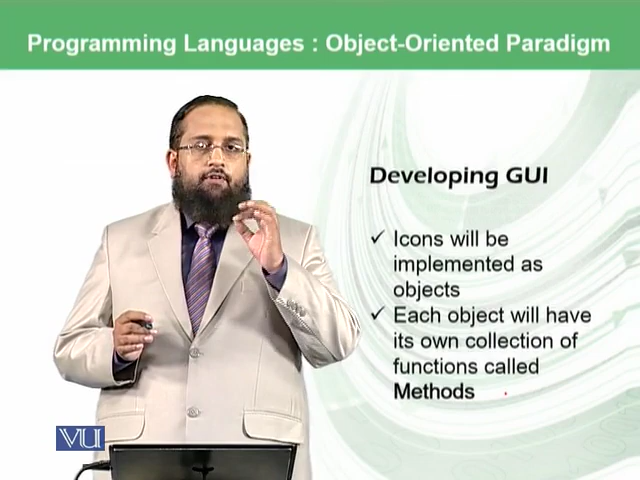 Programming Languages : Object-Oriented Paradigm
Developing GUI
✓ Icons will be
implemented as
objects
✓ Each object will have
its own collection of
functions called
Methods
VU